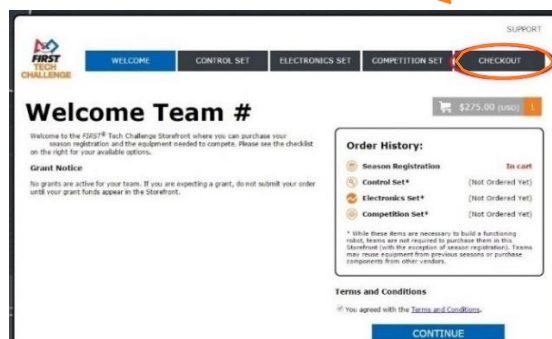 SUPPORT
FIRST
TECH
CHALLENGE
WELCOME
CONTROL SET
ELECTRONICS SET
COMPETITION SET
CHECKOUT
Welcome Team #
$275.00 (USD) 1
Welcome to the FIRST® Tech Challenge Storefront where you can purchase your
season registration and the equipment needed to compete. Please see the checklist
on the right for your available options.
Grant Notice
No grants are active for your team. If you are expecting a grant, do not submit your order
until your grant funds appear in the Storefront.
Order History:
Season Registration In cart
Control Set* (Not Ordered Yet)
Electronics Set* (Not Ordered Yet)
Competition Set* (Not Ordered Yet)
* While these items are necessary to build a functioning
robot, teams are not required to purchase them in this
Storefront (with the exception of season registration). Teams
may reuse equipment from previous seasons or purchase
components from other vendors.
Terms and Conditions
You agreed with the Terms and Conditions.
CONTINUE